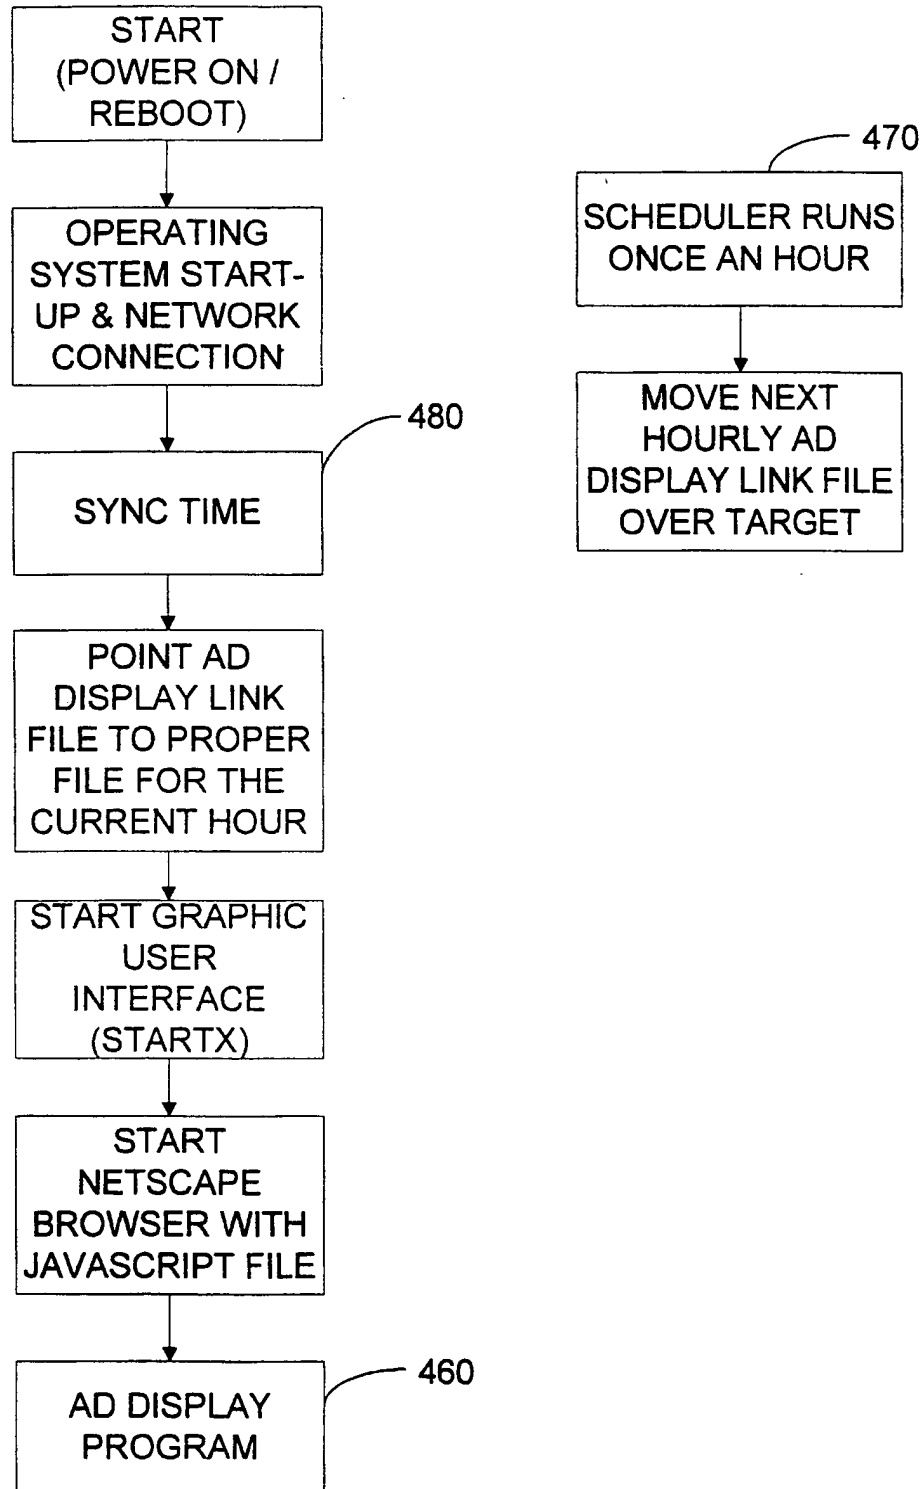 START
(POWER ON /
REBOOT)
OPERATING
SYSTEM START-
UP & NETWORK
CONNECTION
480
SYNC TIME
POINT AD
DISPLAY LINK
FILE TO PROPER
FILE FOR THE
CURRENT HOUR
START GRAPHIC
USER
INTERFACE
(STARTX)
START
NETSCAPE
BROWSER WITH
JAVASCRIPT FILE
460
AD DISPLAY
PROGRAM
470
SCHEDULER RUNS
ONCE AN HOUR
MOVE NEXT
HOURLY AD
DISPLAY LINK FILE
OVER TARGET